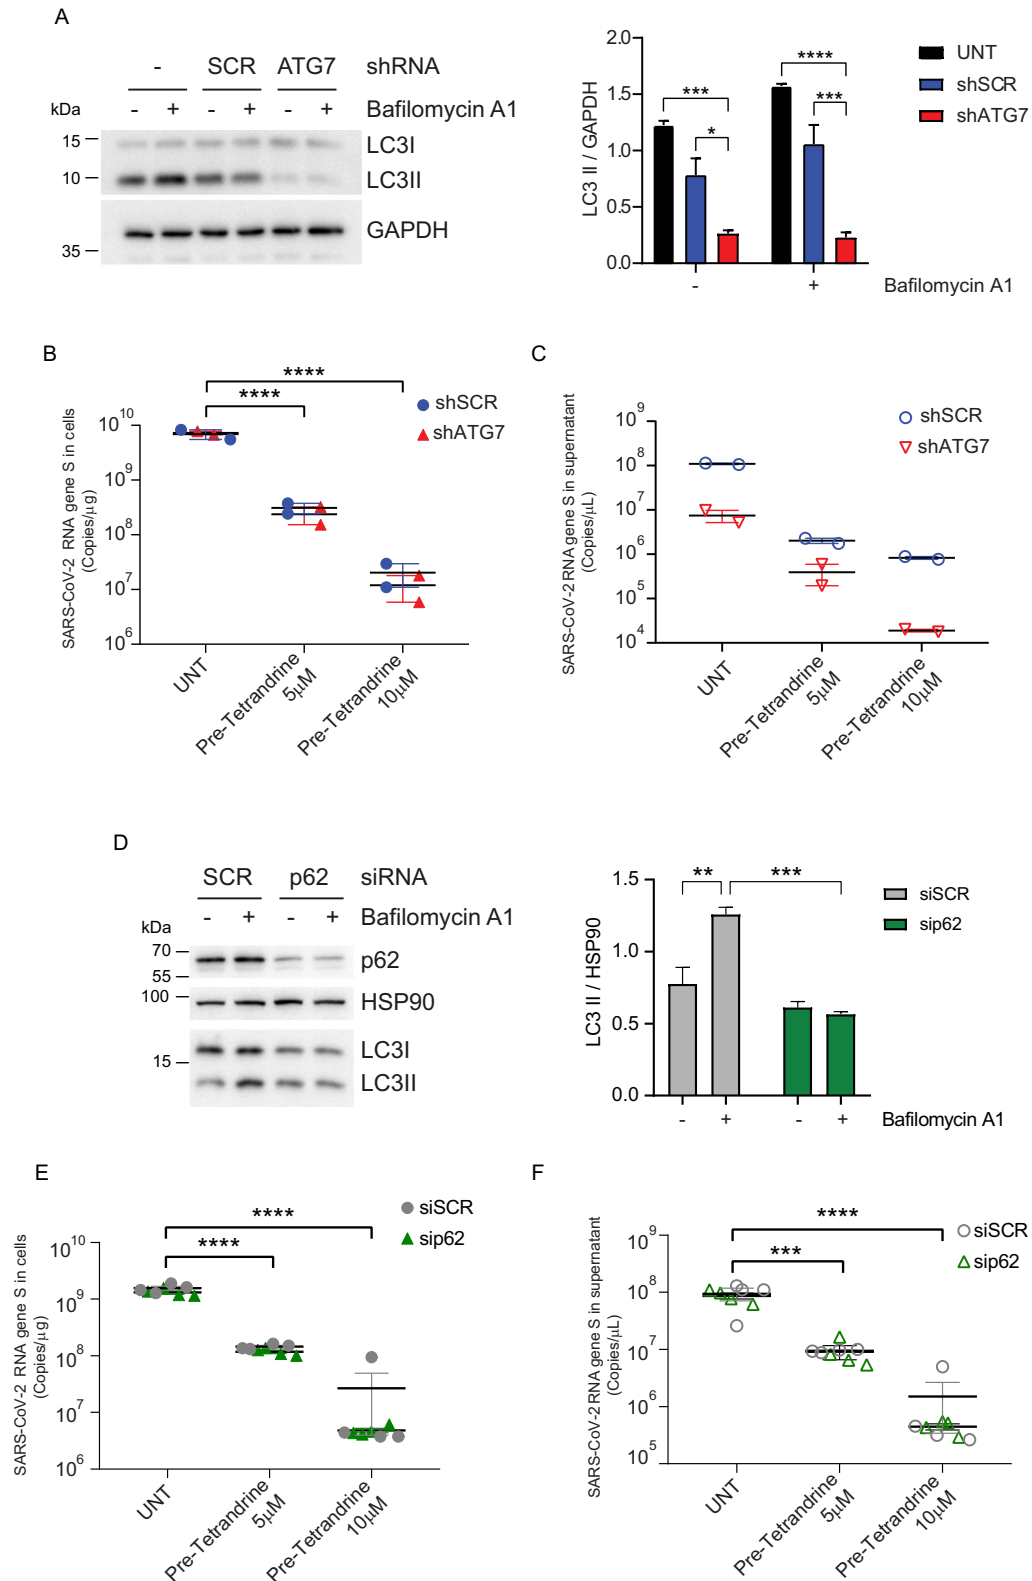 A
- SCR ATG7 shRNA
kDa - + - + - + Bafilomycin A1
15 LC3I
10 LC3II
GAPDH
35
LC3 II / GAPDH
2.0
1.5
1.0
0.5
0.0
*** * **** ***
- + Bafilomycin A1
UNT
shSCR
shATG7
B
SARS-CoV-2 RNA gene S in cells
(Copies/µg)
10^10
10^9
10^8
10^7
10^6
****
****
shSCR
shATG7
UNT
Pre-Tetrandrine
5µM
Pre-Tetrandrine
10µM
C
SARS-CoV-2 RNA gene S in supernatant
(Copies/µL)
10^9
10^8
10^7
10^6
10^5
10^4
shSCR
shATG7
UNT
Pre-Tetrandrine
5µM
Pre-Tetrandrine
10µM
D
SCR p62 siRNA
- + - + Bafilomycin A1
kDa
70 p62
55
100 HSP90
LC3I
15
LC3II
LC3 II / HSP90
1.5
1.0
0.5
0.0
** ***
- + - + Bafilomycin A1
siSCR
sip62
E
SARS-CoV-2 RNA gene S in cells
(Copies/µg)
10^10
10^9
10^8
10^7
10^6
****
****
siSCR
sip62
UNT
Pre-Tetrandrine
5µM
Pre-Tetrandrine
10µM
F
SARS-CoV-2 RNA gene S in supernatant
(Copies/µL)
10^9
10^8
10^7
10^6
10^5
****
***
siSCR
sip62
UNT
Pre-Tetrandrine
5µM
Pre-Tetrandrine
10µM